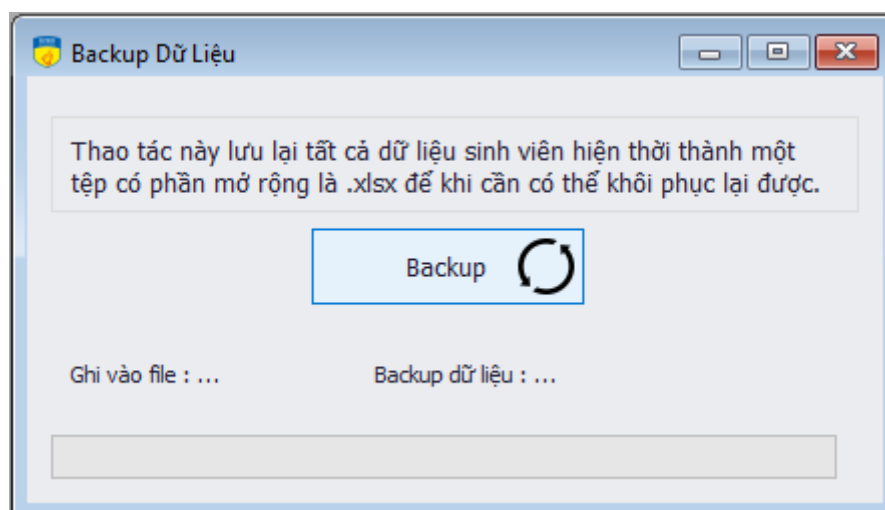 Backup Dữ Liệu
Thao tác này lưu lại tất cả dữ liệu sinh viên hiện thời thành một
tệp có phần mở rộng là .xlsx để khi cần có thể khôi phục lại được.
Backup
Ghi vào file : ...
Backup dữ liệu : ...